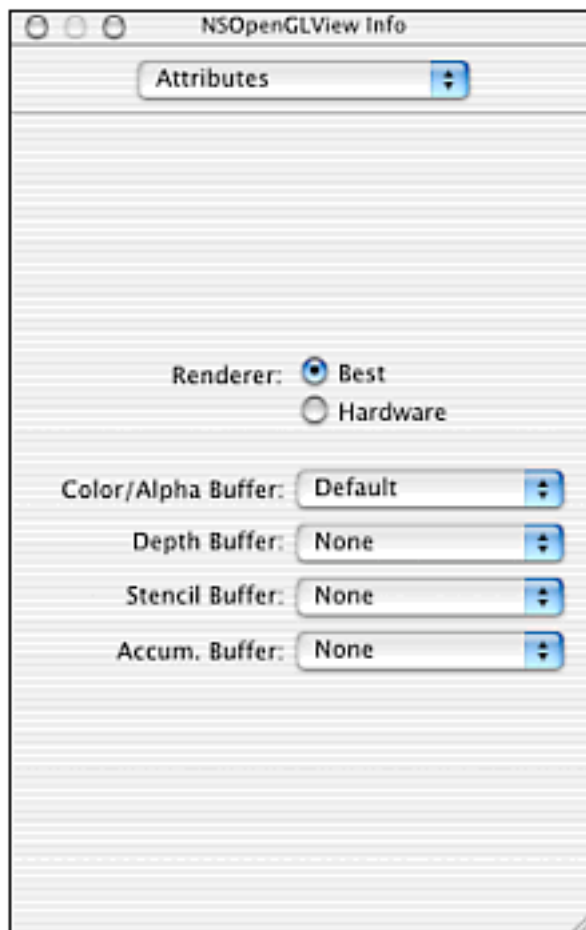 NSOpenGLView Info
Attributes
Renderer: Best
Hardware
Color/Alpha Buffer: Default
Depth Buffer: None
Stencil Buffer: None
Accum. Buffer: None